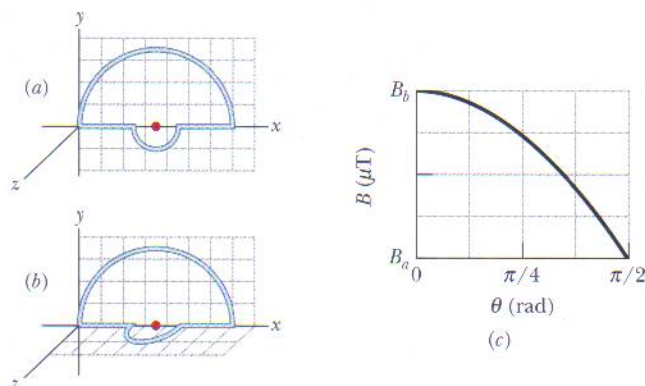 y
(a)
x
z
y
(b)
x
z
B (μT)
B_b
B_a
0
π/4
π/2
θ (rad)
(c)